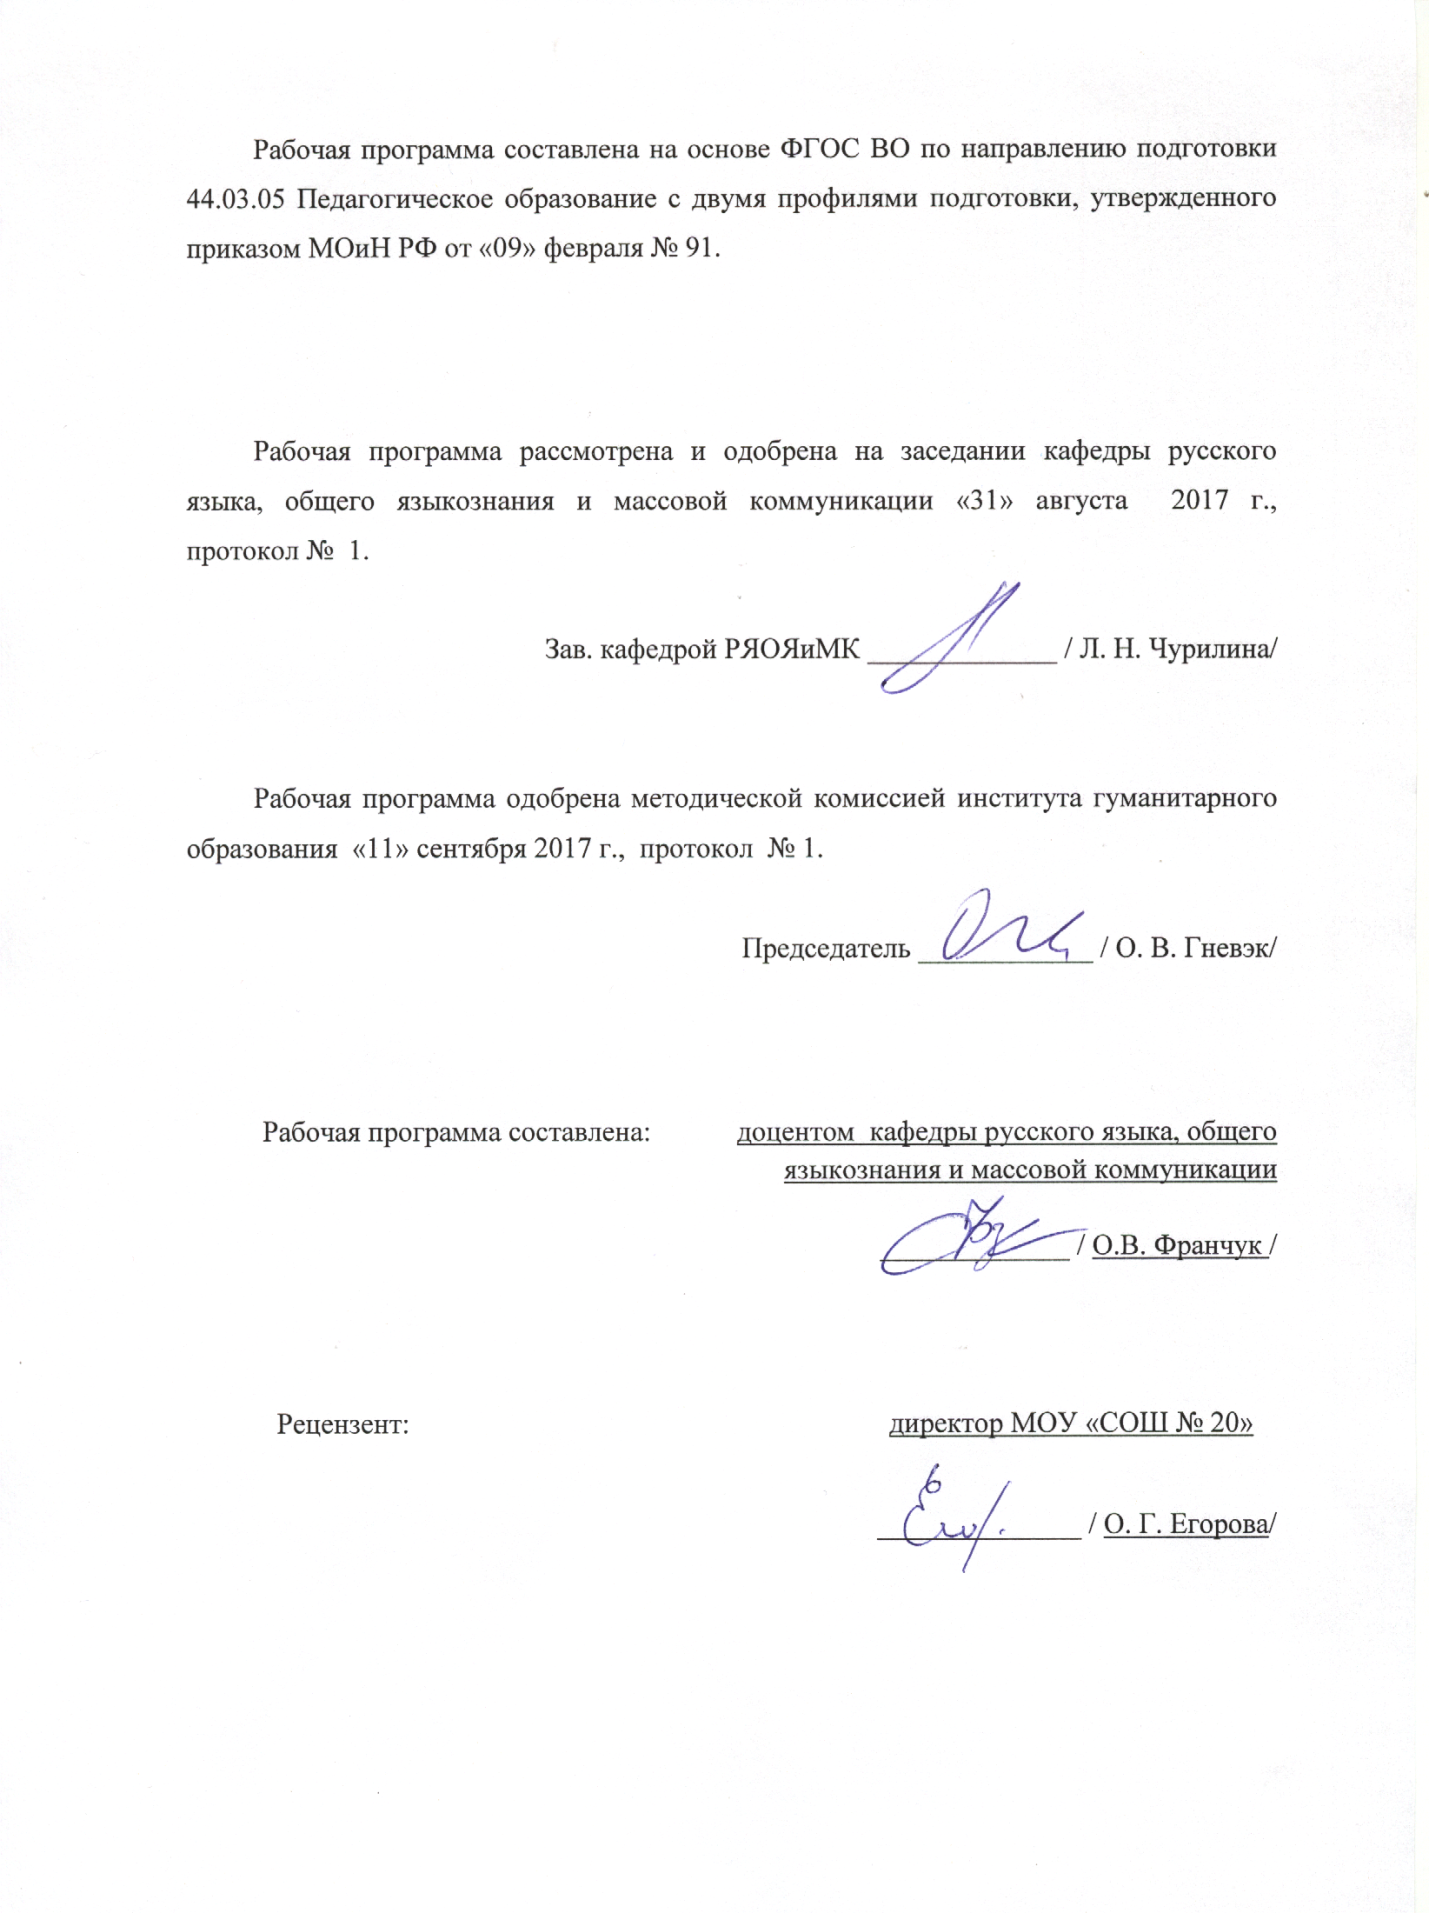 Рабочая программа составлена на основе ФГОС ВО по направлению подготовки
44.03.05 Педагогическое образование с двумя профилями подготовки, утвержденного
приказом МОиН РФ от «09» февраля № 91.
Рабочая программа рассмотрена и одобрена на заседании кафедры русского
языка, общего языкознания и массовой коммуникации «31» августа 2017 г.,
протокол № 1.
Зав. кафедрой РЯОЯиМК ____________ / Л. Н. Чурилина/
Рабочая программа одобрена методической комиссией института гуманитарного
образования «11» сентября 2017 г., протокол № 1.
Председатель ____________ / О. В. Гневэк/
Рабочая программа составлена: доцентом кафедры русского языка, общего
языкознания и массовой коммуникации
____________ / О.В. Франчук /
Рецензент: директор МОУ «СОШ № 20»
____________ / О. Г. Егорова/